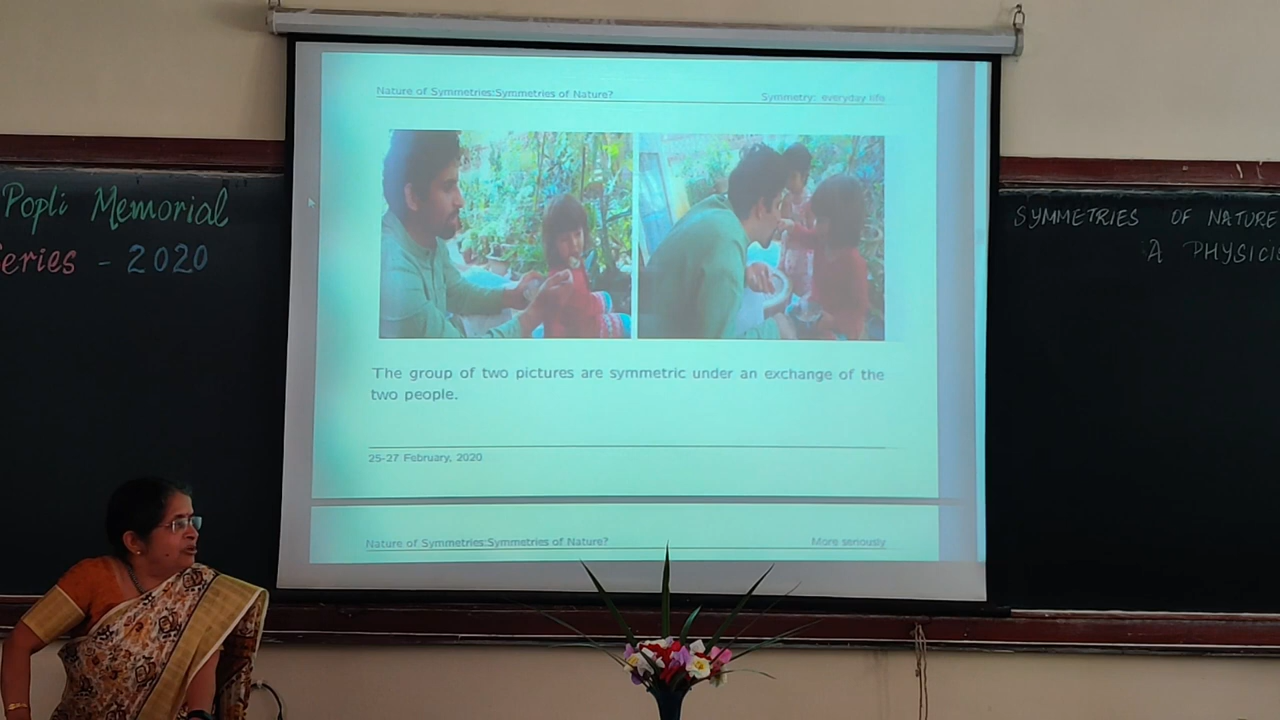 Popli Memorial
eries - 2020
Nature of Symmetries:Symmetries of Nature?
Symmetry: everyday life
The group of two pictures are symmetric under an exchange of the
two people.
25-27 February, 2020
Nature of Symmetries:Symmetries of Nature?
More seriously
SYMMETRIES OF NATURE
A PHYSICI